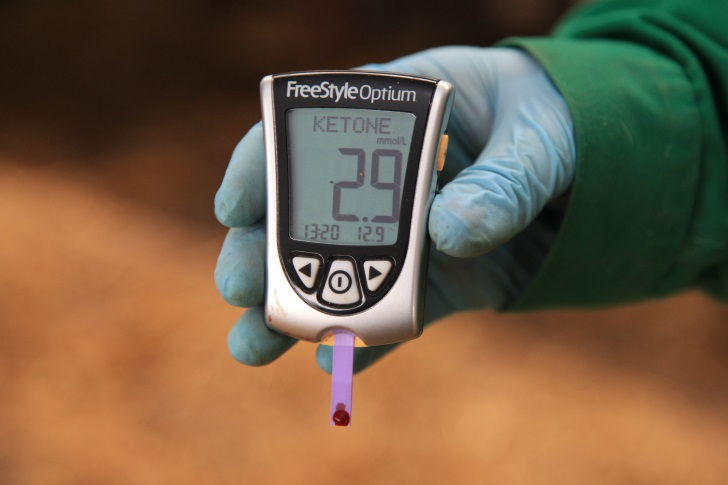 FreeStyle Optium
KETONE
mmol/L
2.9
13:20 12.9